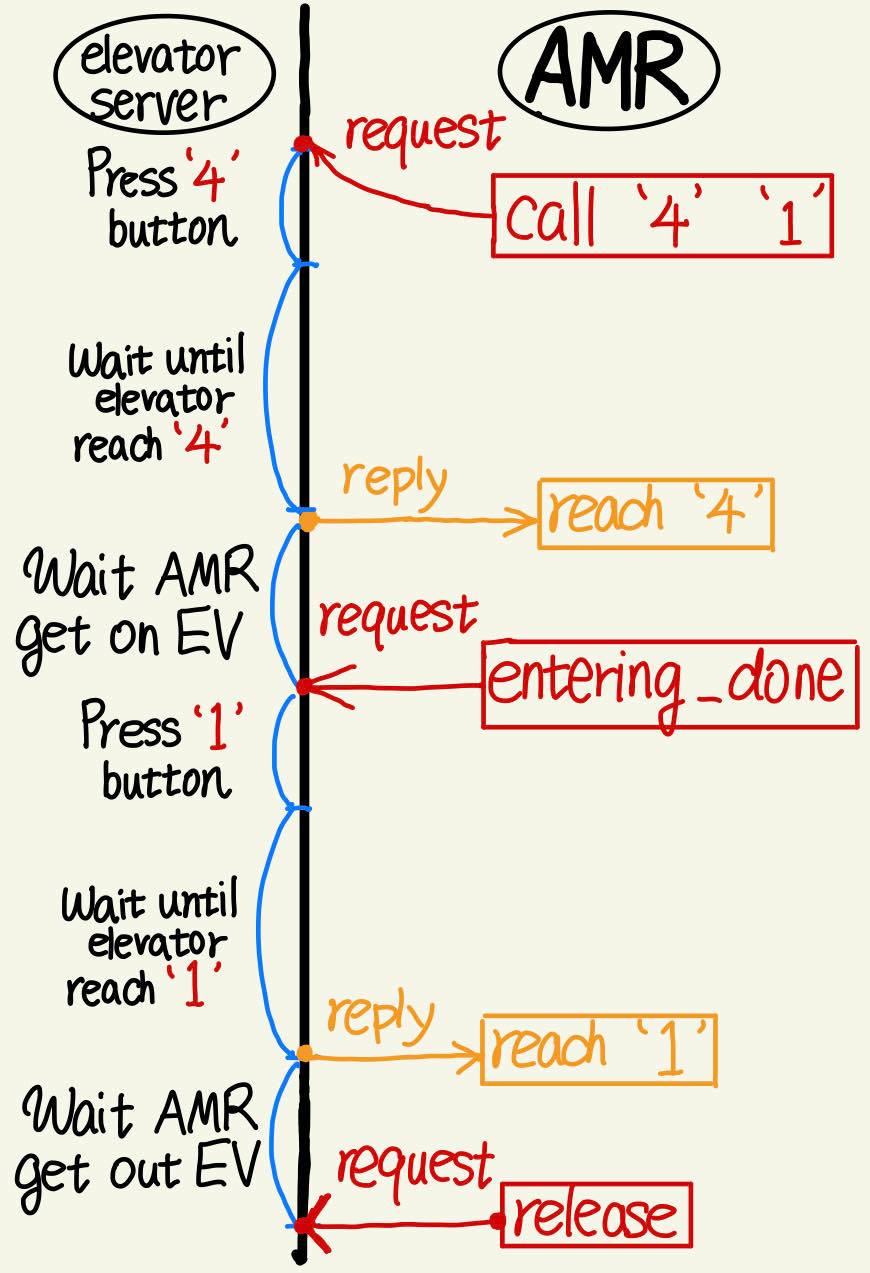 elevator
server
AMR
request
Press '4'
button
call '4' '1'
Wait until
elevator
reach '4'
reply
reach '4'
Wait AMR
get on EV
request
entering_done
Press '1'
button
Wait until
elevator
reach '1'
reply
reach '1'
Wait AMR
get out EV
request
release